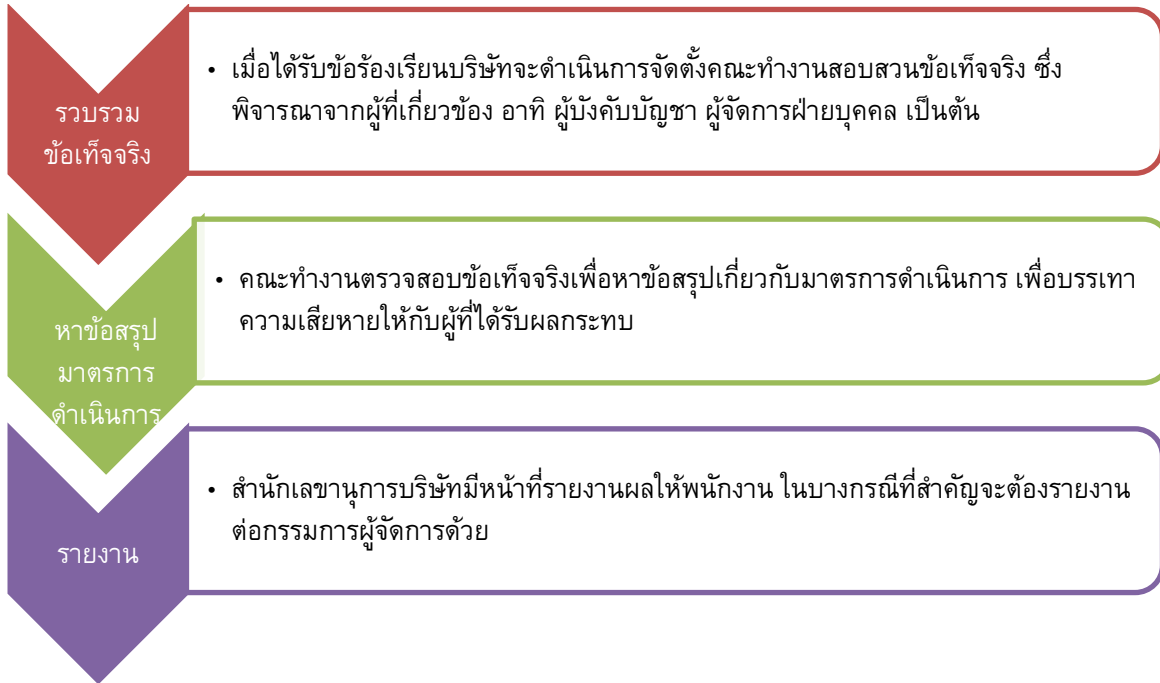 รวบรวม
ข้อเท็จจริง
• เมื่อได้รับข้อร้องเรียนบริษัทจะดำเนินการจัดตั้งคณะทำงานสอบสวนข้อเท็จจริง ซึ่ง
พิจารณาจากผู้ที่เกี่ยวข้อง อาทิ ผู้บังคับบัญชา ผู้จัดการฝ่ายบุคคล เป็นต้น
หาข้อสรุป
มาตรการ
ดำเนินการ
• คณะทำงานตรวจสอบข้อเท็จจริงเพื่อหาข้อสรุปเกี่ยวกับมาตรการดำเนินการ เพื่อบรรเทา
ความเสียหายให้กับผู้ที่ได้รับผลกระทบ
รายงาน
• สำนักเลขานุการบริษัทมีหน้าที่รายงานผลให้พนักงาน ในบางกรณีที่สำคัญจะต้องรายงาน
ต่อกรรมการผู้จัดการด้วย